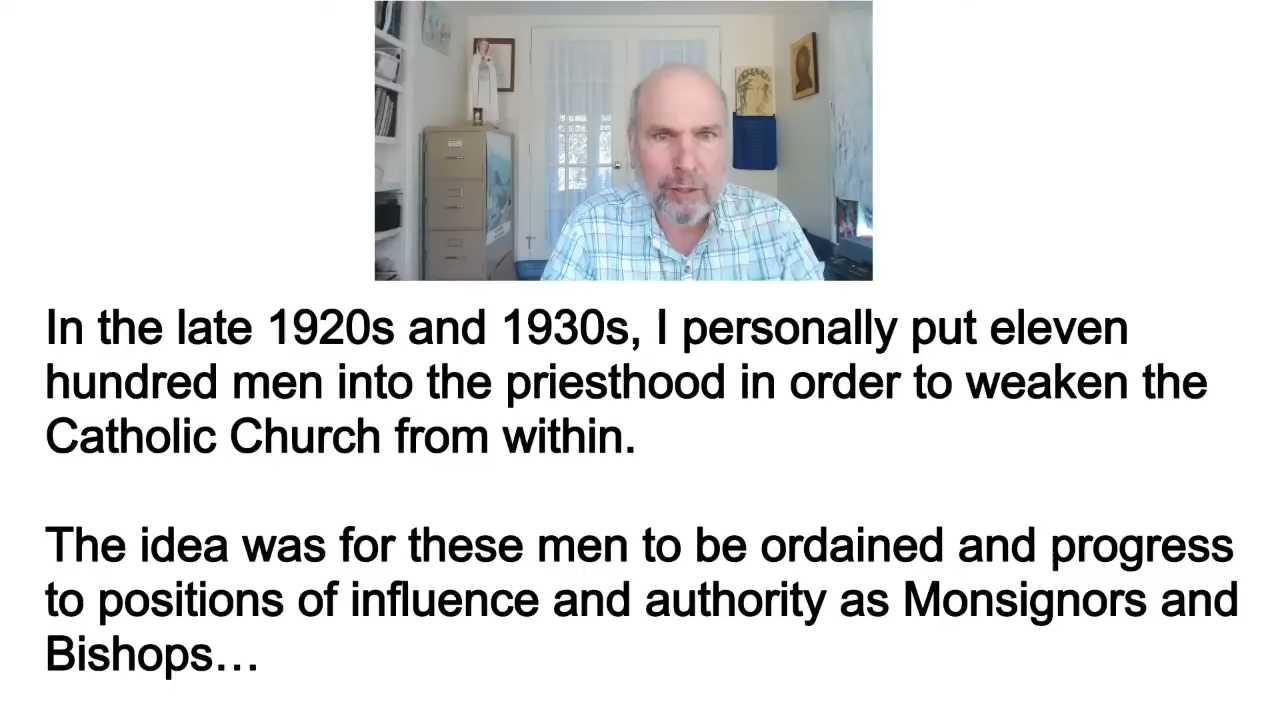 In the late 1920s and 1930s, I personally put eleven
hundred men into the priesthood in order to weaken the
Catholic Church from within.
The idea was for these men to be ordained and progress
to positions of influence and authority as Monsignors and
Bishops…